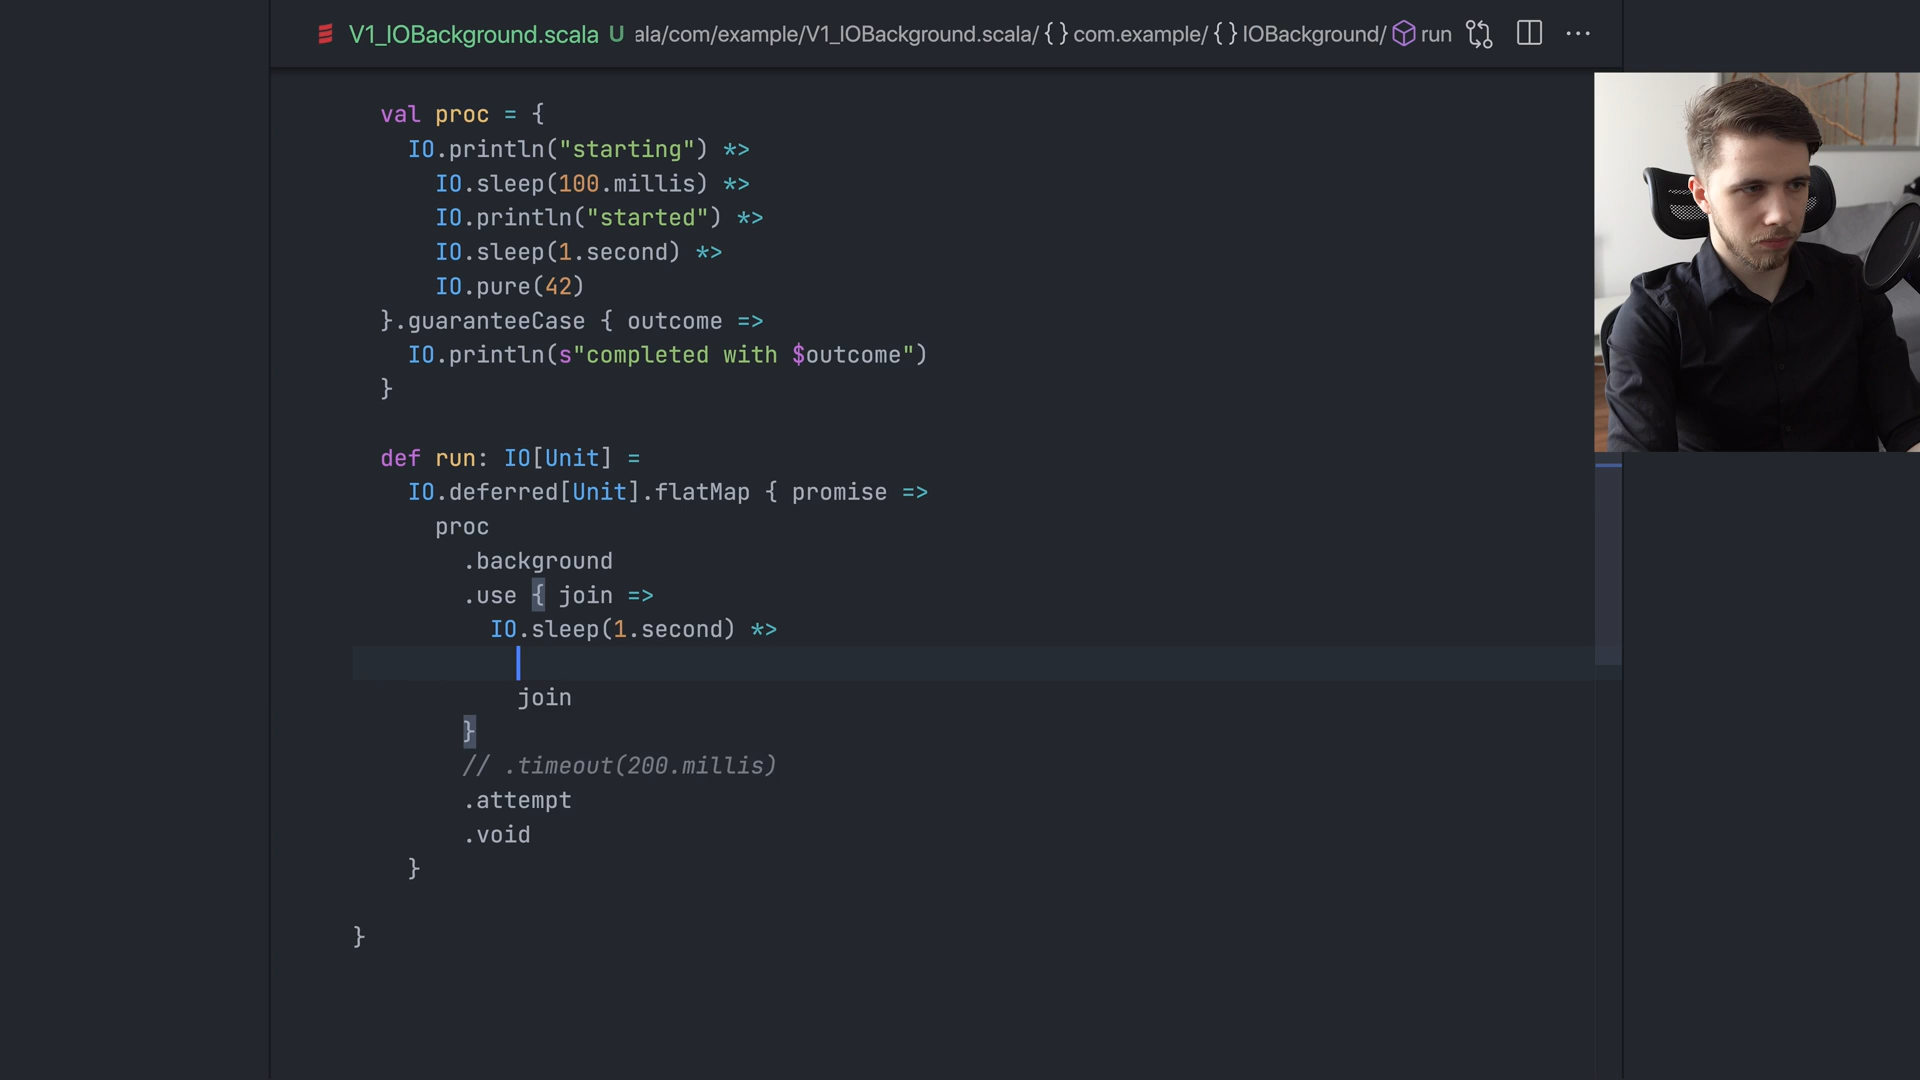 V1_IOBackground.scala U ala/com/example/V1_IOBackground.scala/{ } com.example/{ } IOBackground/ run ···
val proc = {
IO.println("starting") *>
IO.sleep(100.millis) *>
IO.println("started") *>
IO.sleep(1.second) *>
IO.pure(42)
}.guaranteeCase { outcome =>
IO.println(s"completed with $outcome")
}
def run: IO[Unit] =
IO.deferred[Unit].flatMap { promise =>
proc
.background
.use { join =>
IO.sleep(1.second) *>
join
}
// .timeout(200.millis)
.attempt
.void
}
}